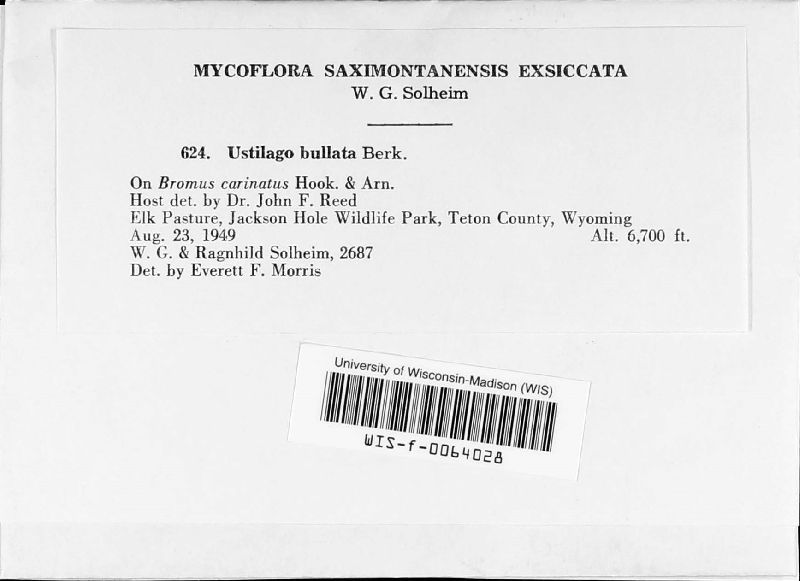 MYCOFLORA SAXIMONTANENSIS EXSICCATA
W. G. Solheim
624. Ustilago bullata Berk.
On Bromus carinatus Hook. & Arn.
Host det. by Dr. John F. Reed
Elk Pasture, Jackson Hole Wildlife Park, Teton County, Wyoming
Aug. 23, 1949 Alt. 6,700 ft.
W. G. & Ragnhild Solheim, 2687
Det. by Everett F. Morris
University of Wisconsin-Madison (WIS)
WIS-f-0064028